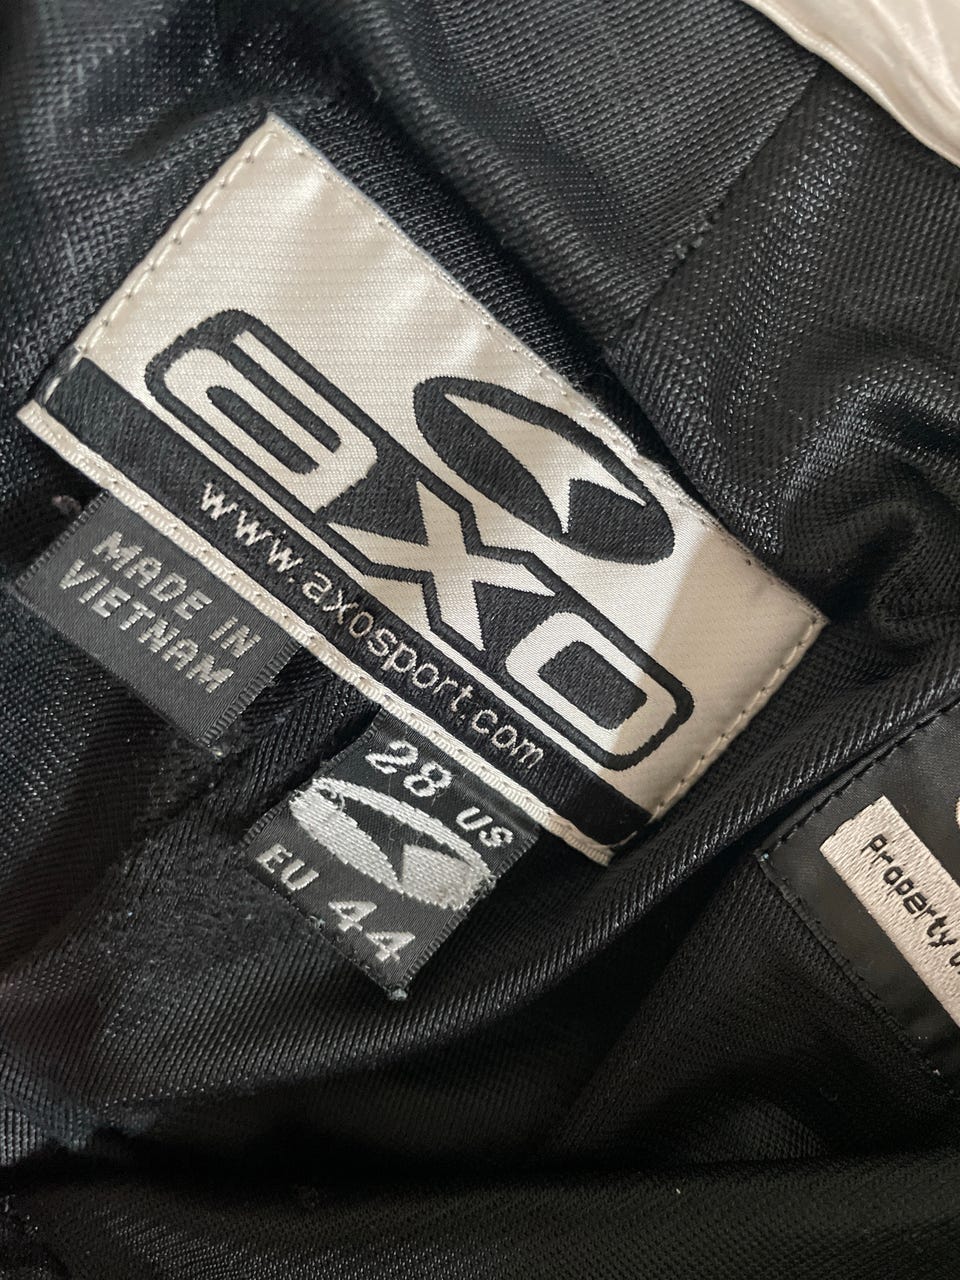 AXO
www.axosport.com
MADE IN
VIETNAM
28 US
EU 44
Property